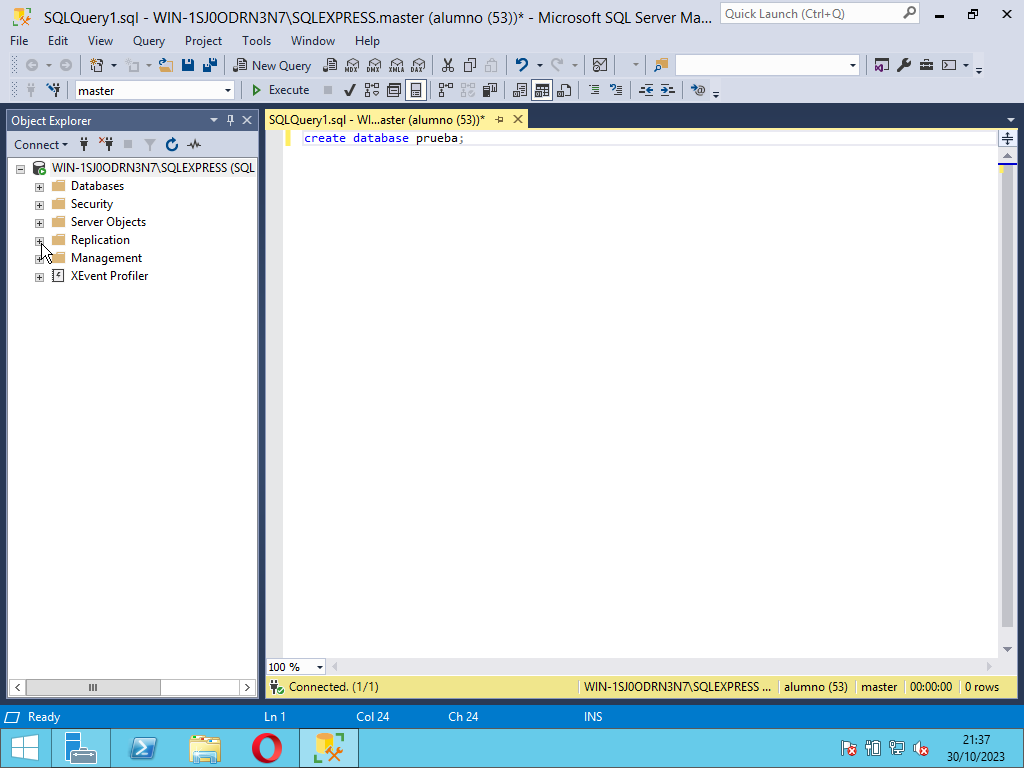 SQLQuery1.sql - WIN-1SJ0ODRN3N7\SQLEXPRESS.master (alumno (53))* - Microsoft SQL Server Ma...
Quick Launch (Ctrl+Q)
File Edit View Query Project Tools Window Help
New Query
MDX DMX XMLA DAX
master Execute
Object Explorer
SQLQuery1.sql - WI...aster (alumno (53))*
Connect
create database prueba;
WIN-1SJ0ODRN3N7\SQLEXPRESS (SQL
Databases
Security
Server Objects
Replication
Management
XEvent Profiler
100 %
Connected. (1/1) WIN-1SJ0ODRN3N7\SQLEXPRESS ... alumno (53) master 00:00:00 0 rows
Ready Ln 1 Col 24 Ch 24 INS
21:37
30/10/2023